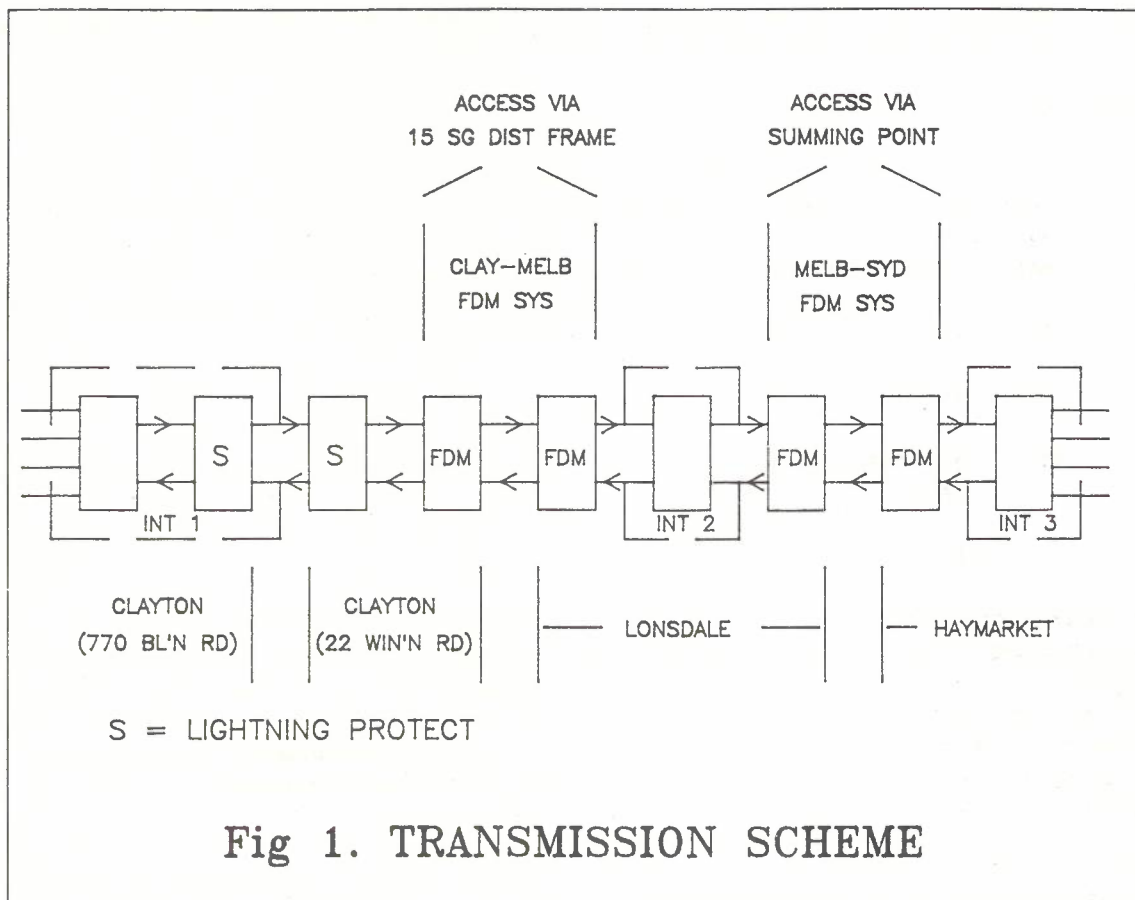 ACCESS VIA
15 SG DIST FRAME
ACCESS VIA
SUMMING POINT
CLAY-MELB
FDM SYS
MELB-SYD
FDM SYS
S
S
FDM
FDM
FDM
FDM
INT 1
INT 2
INT 3
CLAYTON
(770 BL'N RD)
CLAYTON
(22 WIN'N RD)
LONSDALE
HAYMARKET
S = LIGHTNING PROTECT
Fig 1. TRANSMISSION SCHEME